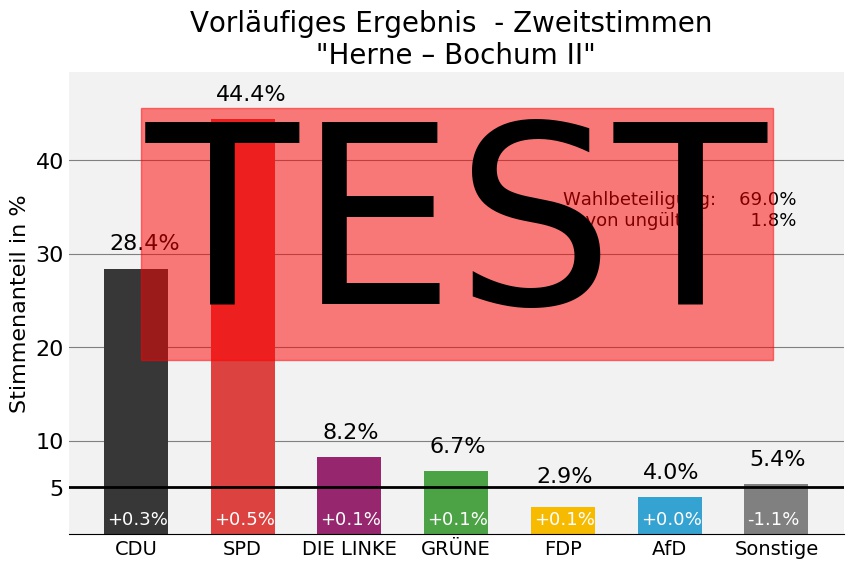 Vorläufiges Ergebnis - Zweitstimmen
"Herne – Bochum II"
Stimmenanteil in %
40
30
20
10
5
28.4%
44.4%
8.2%
6.7%
2.9%
4.0%
5.4%
TEST
69.0%
von 1.8%
+0.3%
+0.5%
+0.1%
+0.1%
+0.1%
+0.0%
-1.1%
CDU
SPD
DIE LINKE
GRÜNE
FDP
AfD
Sonstige